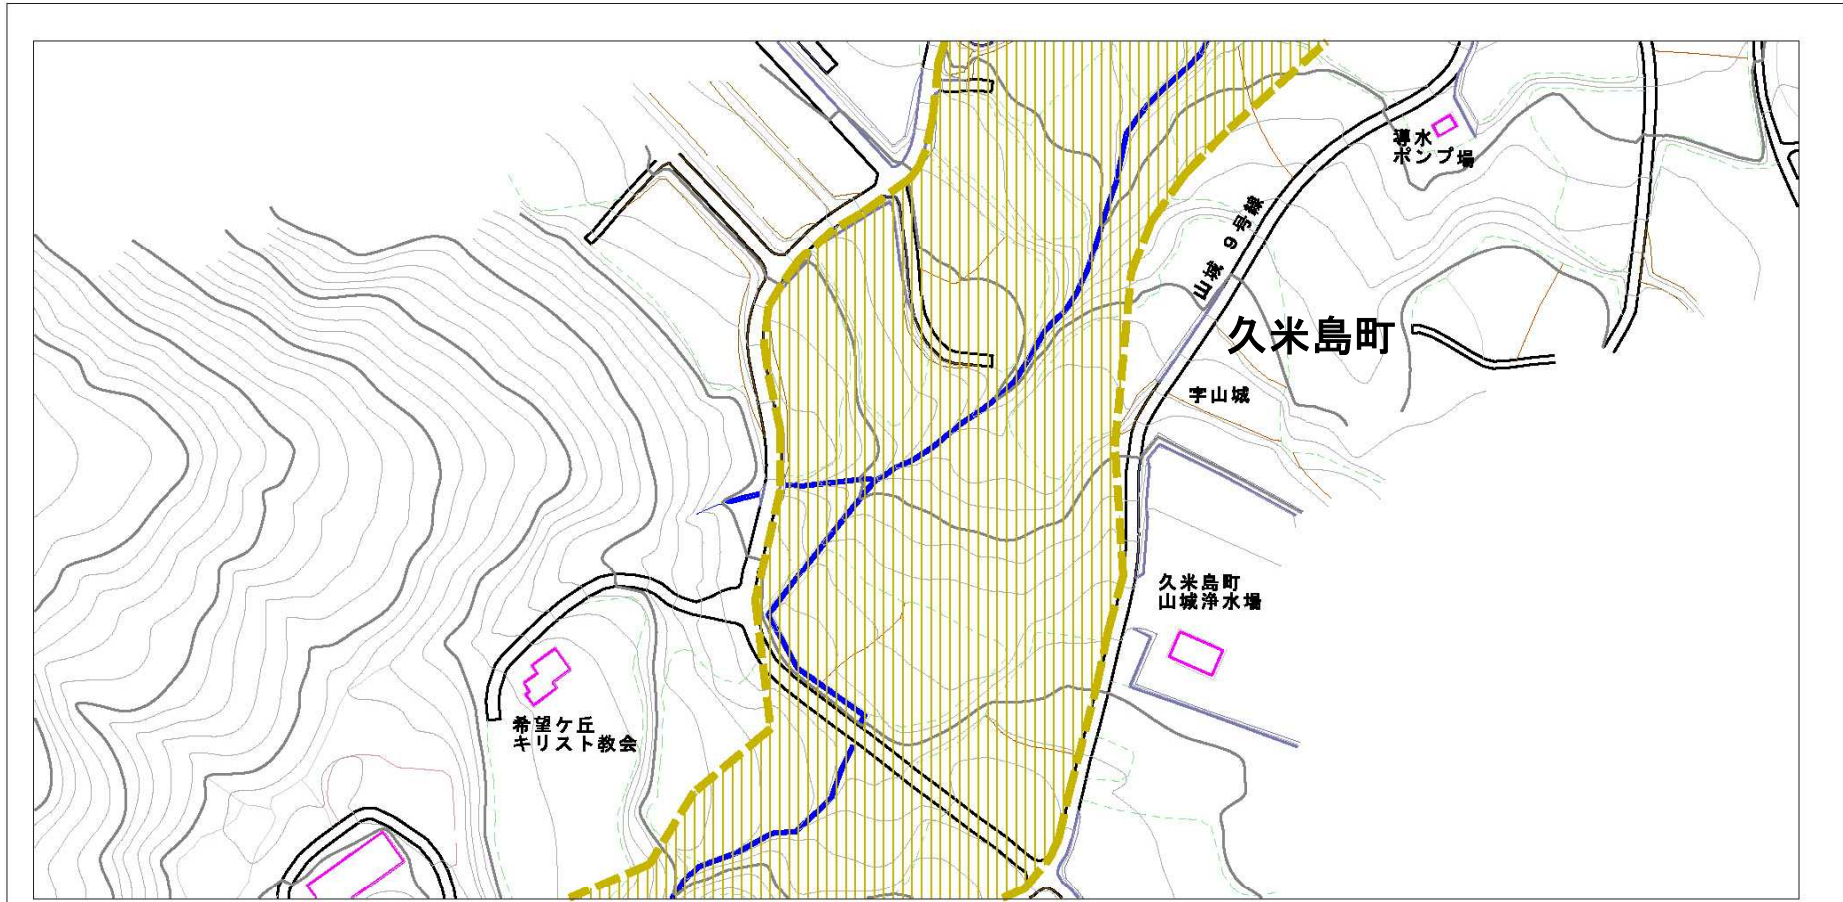 導水
ポンプ場
山城 9号線
久米島町
字山城
久米島町
山城浄水場
希望ケ丘
キリスト教会